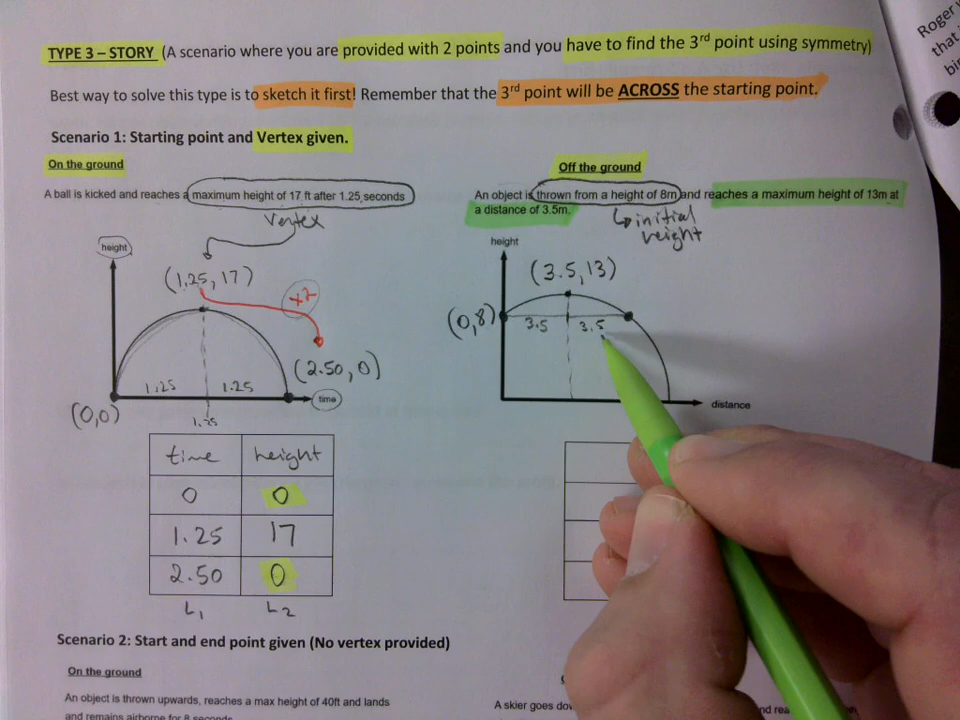 TYPE 3 – STORY (A scenario where you are provided with 2 points and you have to find the 3rd point using symmetry)
Best way to solve this type is to sketch it first! Remember that the 3rd point will be ACROSS the starting point.
Scenario 1: Starting point and Vertex given.
On the ground
A ball is kicked and reaches a maximum height of 17 ft after 1.25 seconds
vertex
height
(1.25, 17)
x2
(2.50, 0)
1.25 1.25
(0,0)
time
1.25
time height
0 0
1.25 17
2.50 0
L1 L2
Off the ground
An object is thrown from a height of 8m and reaches a maximum height of 13m at
a distance of 3.5m.
↳ initial
height
height
(3.5, 13)
(0,8)
3.5 3.5
distance
Scenario 2: Start and end point given (No vertex provided)
On the ground
An object is thrown upwards, reaches a max height of 40ft and lands
and remains airborne for 8 seconds
A skier goes
nd
Roger
that